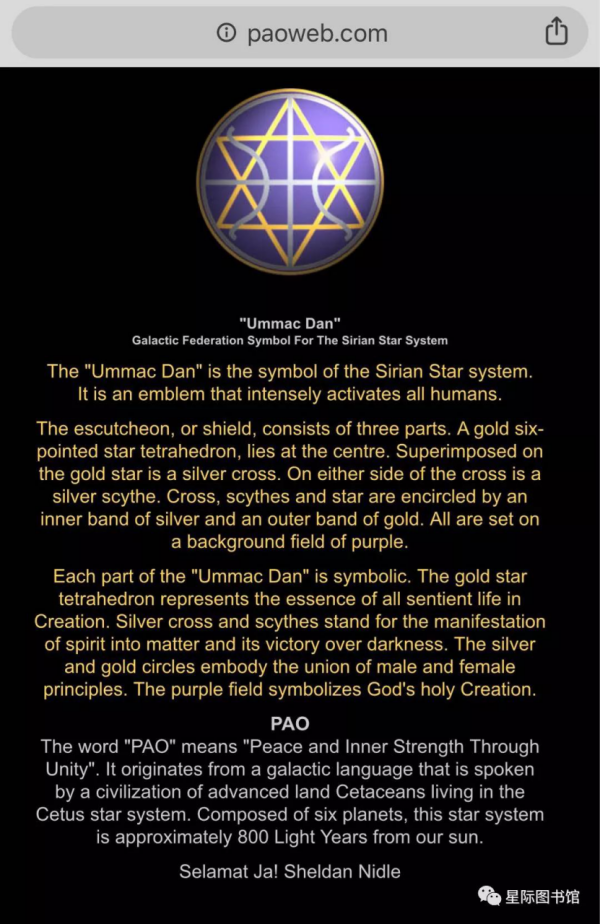 paoweb.com
"Ummac Dan"
Galactic Federation Symbol For The Sirian Star System
The "Ummac Dan" is the symbol of the Sirian Star system.
It is an emblem that intensely activates all humans.
The escutcheon, or shield, consists of three parts. A gold six-
pointed star tetrahedron, lies at the centre. Superimposed on
the gold star is a silver cross. On either side of the cross is a
silver scythe. Cross, scythes and star are encircled by an
inner band of silver and an outer band of gold. All are set on
a background field of purple.
Each part of the "Ummac Dan" is symbolic. The gold star
tetrahedron represents the essence of all sentient life in
Creation. Silver cross and scythes stand for the manifestation
of spirit into matter and its victory over darkness. The silver
and gold circles embody the union of male and female
principles. The purple field symbolizes God's holy Creation.
PAO
The word "PAO" means "Peace and Inner Strength Through
Unity". It originates from a galactic language that is spoken
by a civilization of advanced land Cetaceans living in the
Cetus star system. Composed of six planets, this star system
is approximately 800 Light Years from our sun.
Selamat Ja! Sheldan Nidle
星际图书馆